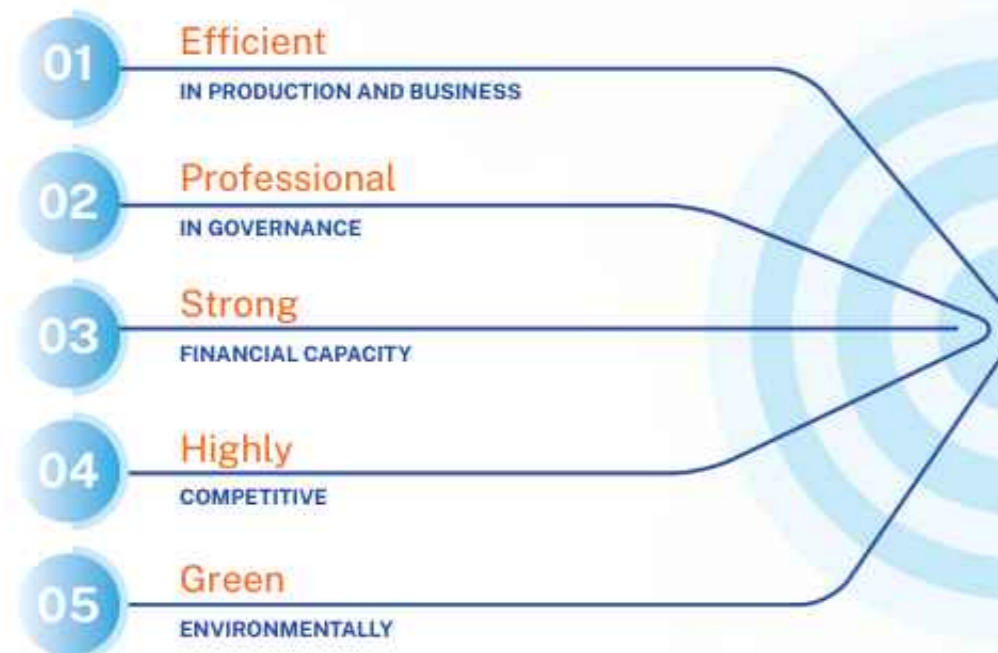 01
Efficient
IN PRODUCTION AND BUSINESS
02
Professional
IN GOVERNANCE
03
Strong
FINANCIAL CAPACITY
04
Highly
COMPETITIVE
05
Green
ENVIRONMENTALLY